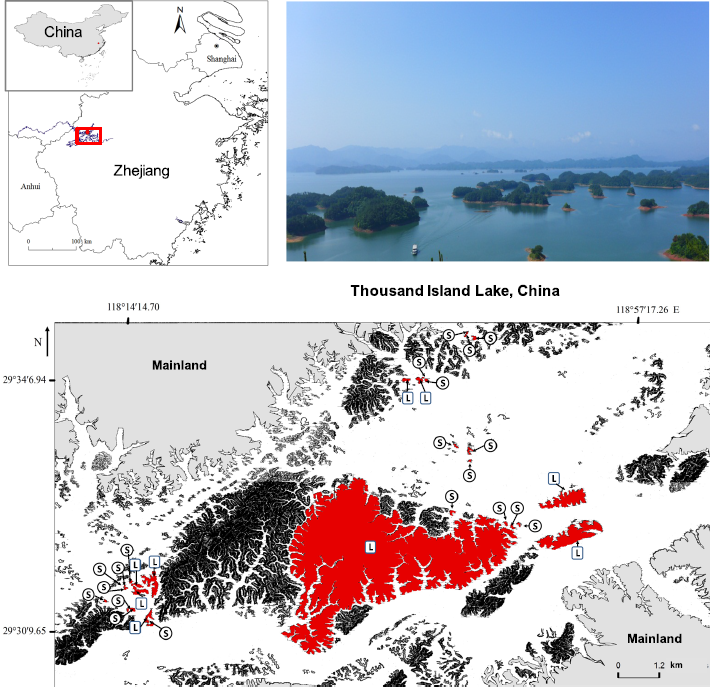 China
N
Shanghai
Zhejiang
Anhui
0 100 km
Thousand Island Lake, China
118°14′14.70
118°57′17.26 E
N
Mainland
29°34′6.94
S
S
S
S
S
L
L
S
S
S
L
S
S
S
S
L
L
S
L
L
S
S
S
S
S
L
S
L
S
29°30′9.65
Mainland
0 1.2 km